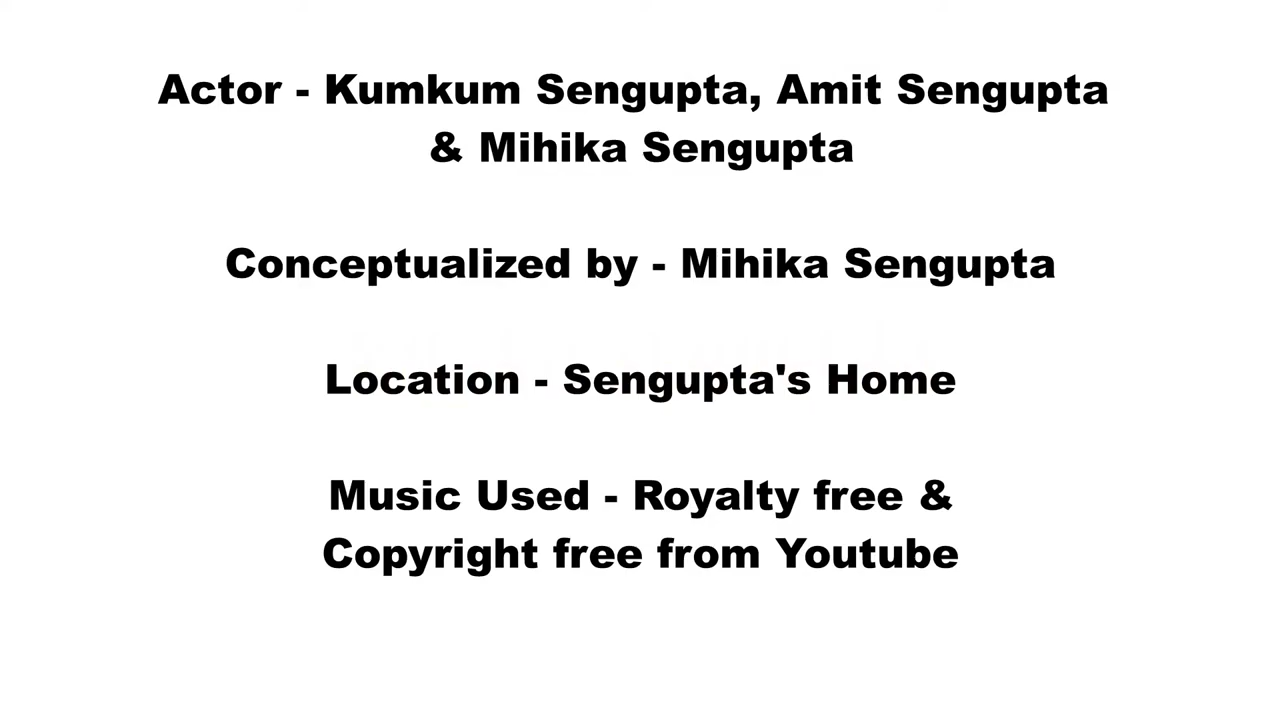 Actor - Kumkum Sengupta, Amit Sengupta
& Mihika Sengupta
Conceptualized by - Mihika Sengupta
Location - Sengupta's Home
Music Used - Royalty free &
Copyright free from Youtube